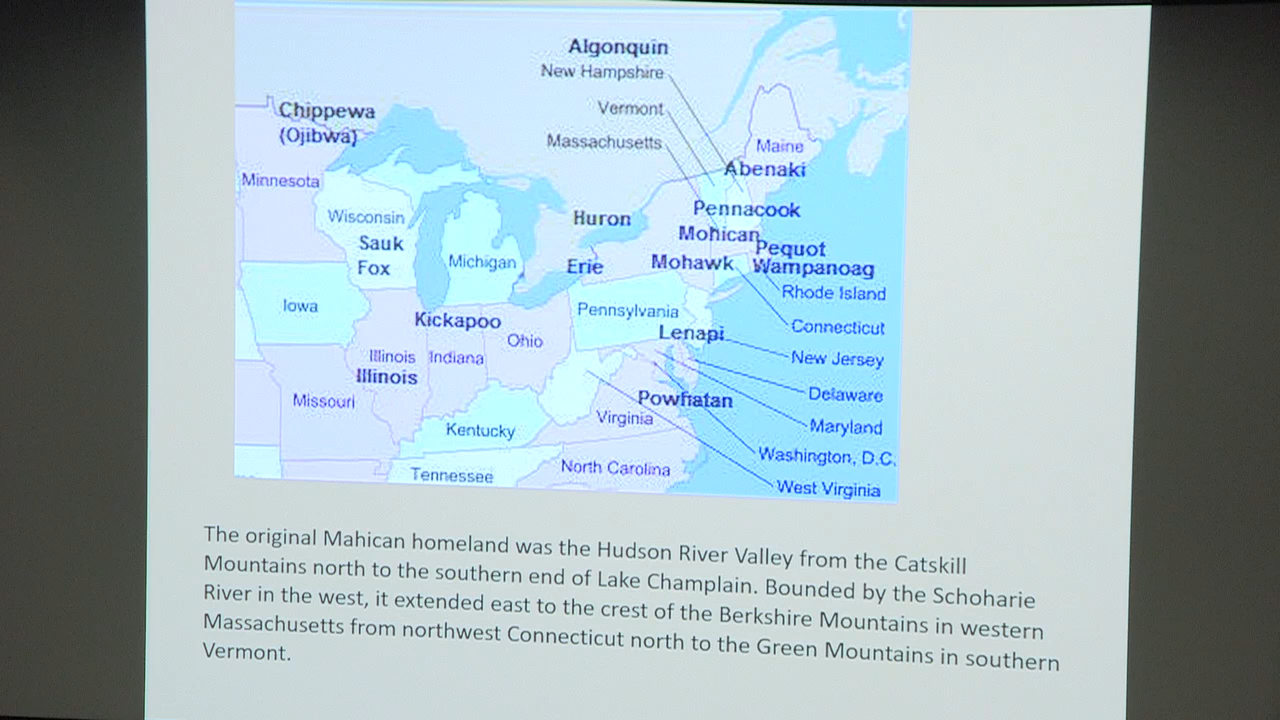 Algonquin
New Hampshire
Chippewa
(Ojibwa)
Vermont
Massachusetts
Maine
Abenaki
Minnesota
Wisconsin
Huron
Pennacook
Mohican
Sauk
Fox
Michigan
Erie
Mohawk
Pequot
Wampanoag
Rhode Island
Iowa
Pennsylvania
Kickapoo
Connecticut
Ohio
Lenapi
Illinois
Indiana
New Jersey
Illinois
Missouri
Powhatan
Delaware
Virginia
Maryland
Kentucky
Washington, D.C.
Tennessee
North Carolina
West Virginia
The original Mahican homeland was the Hudson River Valley from the Catskill
Mountains north to the southern end of Lake Champlain. Bounded by the Schoharie
River in the west, it extended east to the crest of the Berkshire Mountains in western
Massachusetts from northwest Connecticut north to the Green Mountains in southern
Vermont.